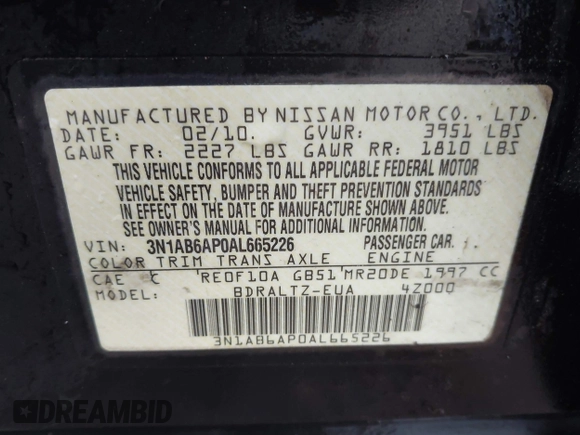 MANUFACTURED BY NISSAN MOTOR CO., LTD.
DATE: 02/10. GVWR: 3951 LBS
GAWR FR: 2227 LBS GAWR RR: 1810 LBS
THIS VEHICLE CONFORMS TO ALL APPLICABLE FEDERAL MOTOR
VEHICLE SAFETY, BUMPER AND THEFT PREVENTION STANDARDS
IN EFFECT ON THE DATE OF MANUFACTURE SHOWN ABOVE.
SEE OWNER'S MANUAL FOR ADDITIONAL INFORMATION.
VIN: 3N1AB6AP0AL665226 PASSENGER CAR.
COLOR TRIM TRANS AXLE ENGINE
CAE C RE0F10A GB51 MR20DE 1997 CC
MODEL: BDRALTZ-EUA 4Z000
3N1AB6AP0AL665226
DREAMBID